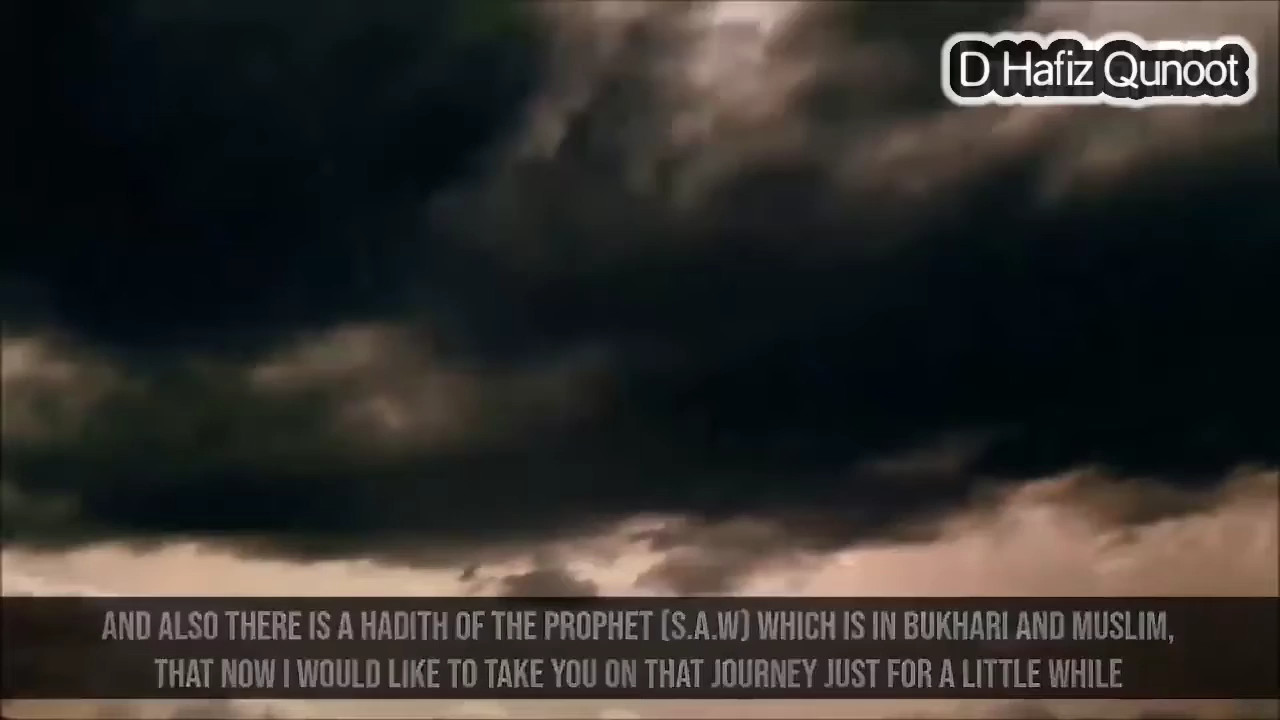 D Hafiz Qunoot
AND ALSO THERE IS A HADITH OF THE PROPHET (S.A.W) WHICH IS IN BUKHARI AND MUSLIM,
THAT NOW I WOULD LIKE TO TAKE YOU ON THAT JOURNEY JUST FOR A LITTLE WHILE